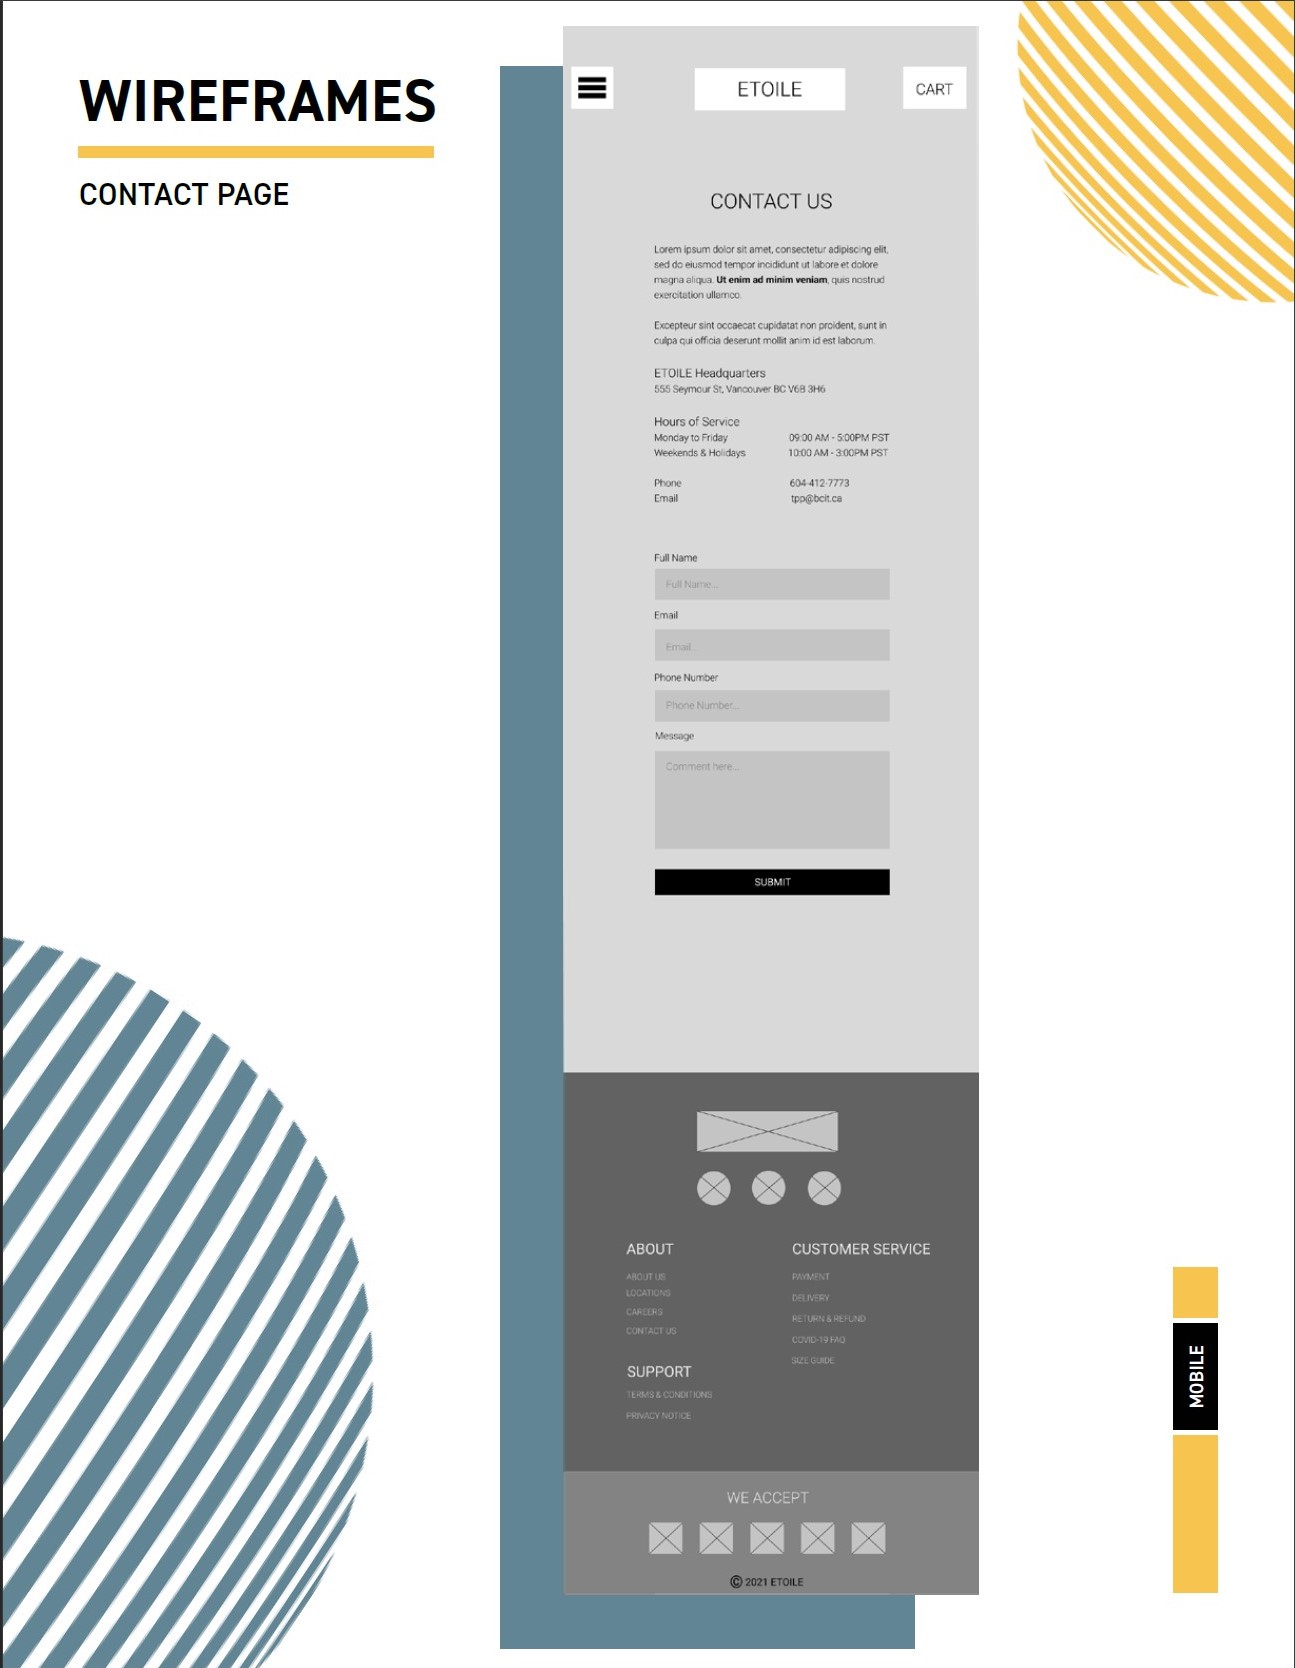 WIREFRAMES
CONTACT PAGE
ETOILE
CART
CONTACT US
Lorem ipsum dolor sit amet, consectetur adipiscing elit,
sed do eiusmod tempor incididunt ut labore et dolore
magna aliqua. Ut enim ad minim veniam, quis nostrud
exercitation ullamco.
Excepteur sint occaecat cupidatat non proident, sunt in
culpa qui officia deserunt mollit anim id est laborum.
ETOILE Headquarters
555 Seymour St, Vancouver BC V6B 3H6
Hours of Service
Monday to Friday 09:00 AM - 5:00PM PST
Weekends & Holidays 10:00 AM - 3:00PM PST
Phone 604-412-7773
Email tpp@bcit.ca
Full Name
Full Name...
Email
Email...
Phone Number
Phone Number...
Message
Comment here...
SUBMIT
ABOUT
ABOUT US
LOCATIONS
CAREERS
CONTACT US
SUPPORT
TERMS & CONDITIONS
PRIVACY NOTICE
CUSTOMER SERVICE
PAYMENT
DELIVERY
RETURN & REFUND
COVID-19 FAQ
SIZE GUIDE
WE ACCEPT
© 2021 ETOILE
MOBILE